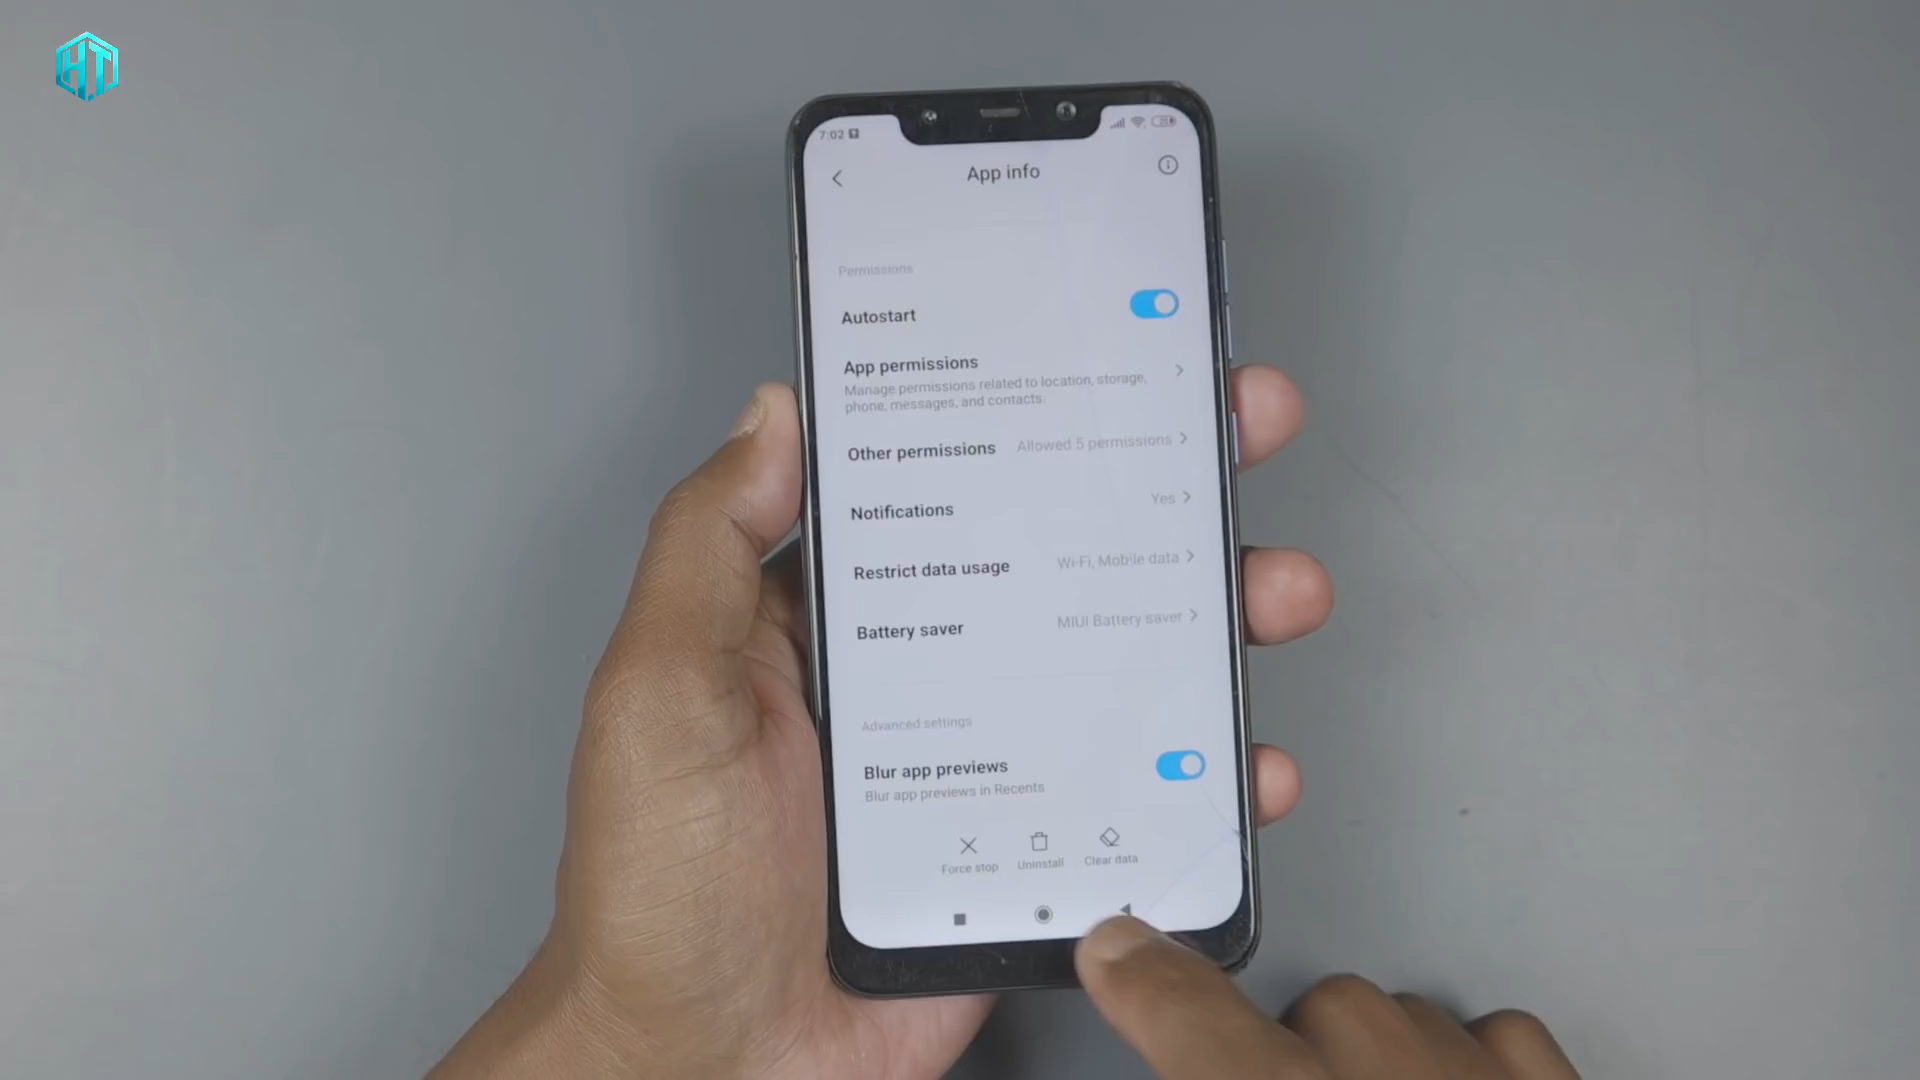 HT
7:02
App info
Permissions
Autostart
App permissions
Manage permissions related to location, storage,
phone, messages, and contacts.
Other permissions
Allowed 5 permissions
Notifications
Yes
Restrict data usage
Wi-Fi, Mobile data
Battery saver
MIUI Battery saver
Advanced settings
Blur app previews
Blur app previews in Recents
Force stop
Uninstall
Clear data